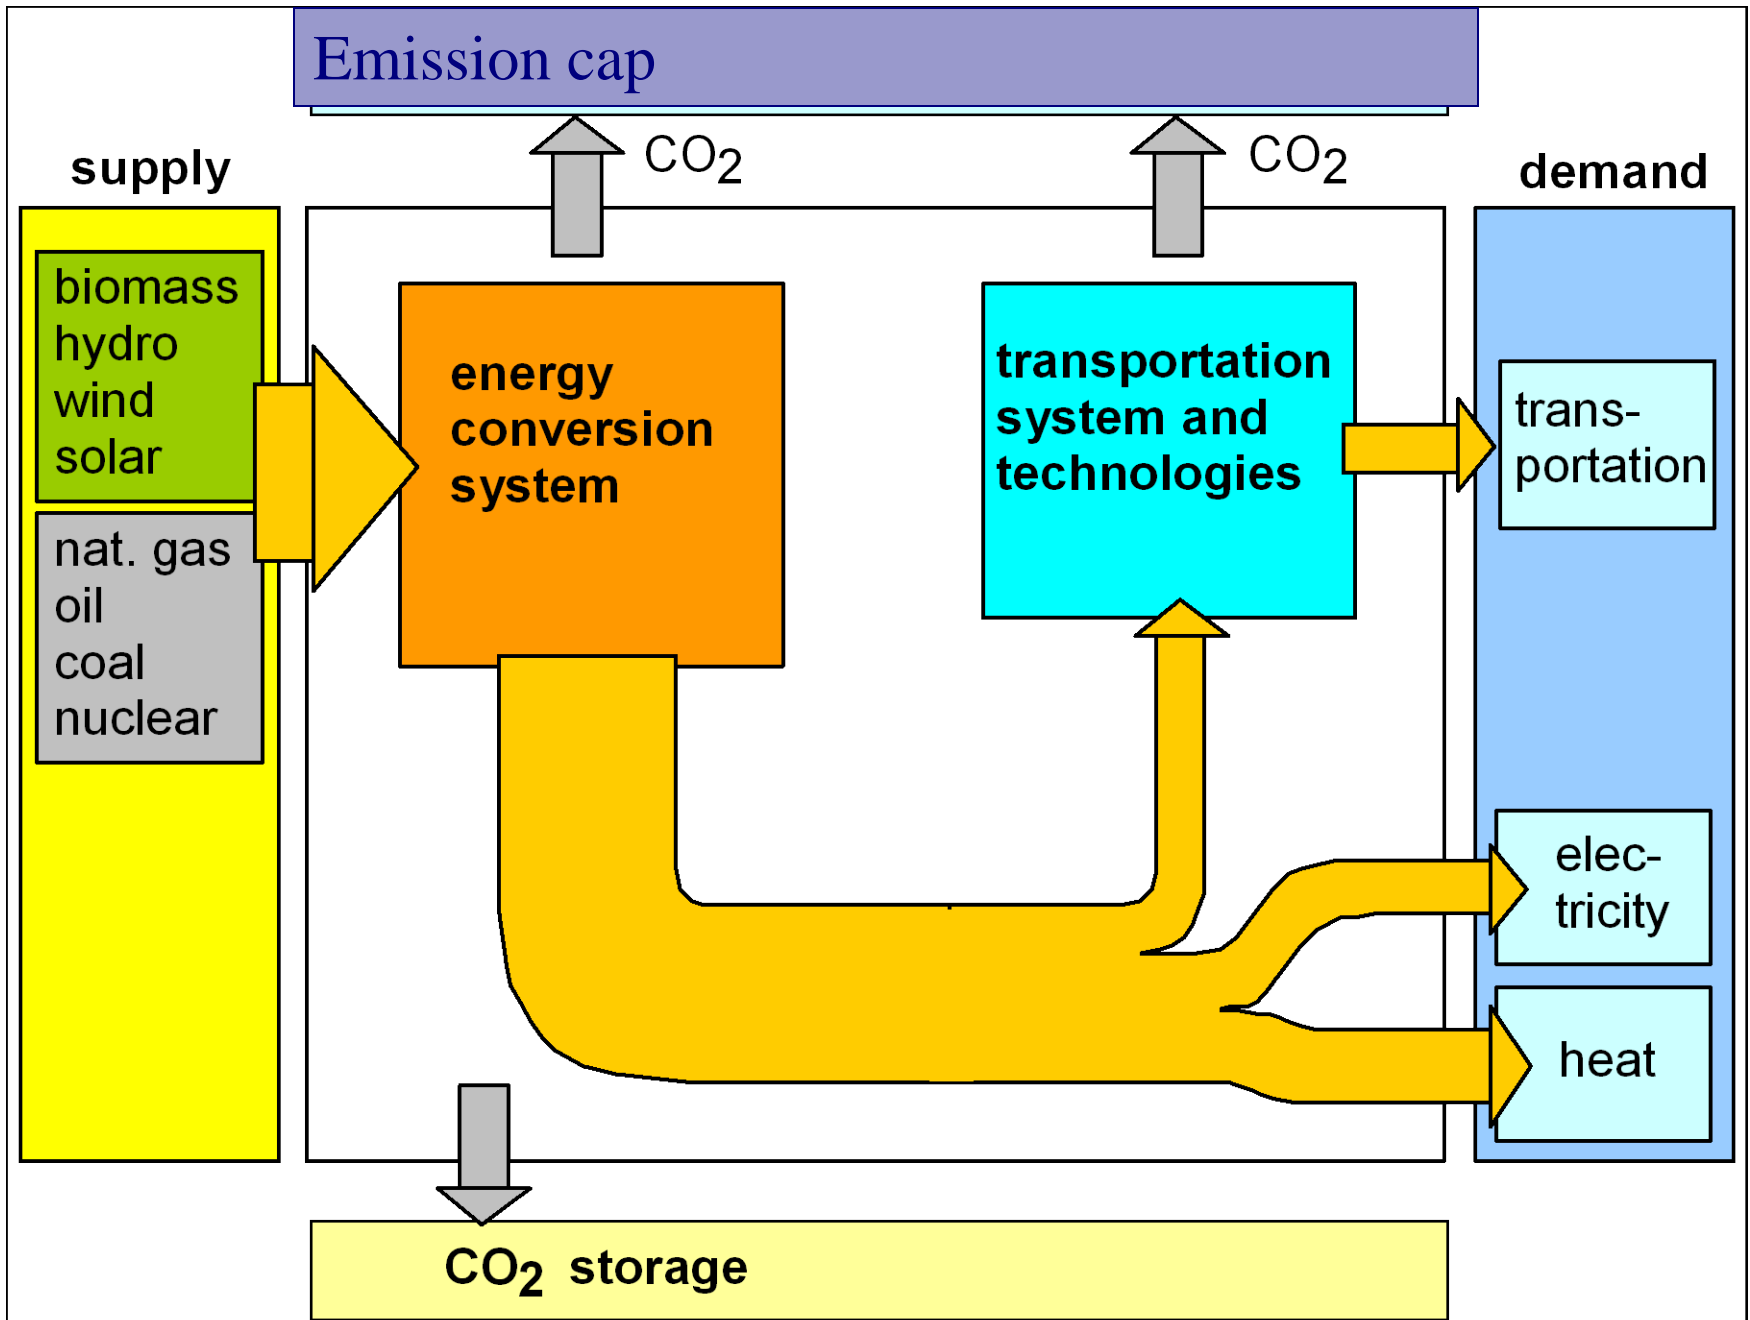 Emission cap
CO2
CO2
supply
demand
biomass
hydro
wind
solar
nat. gas
oil
coal
nuclear
energy
conversion
system
transportation
system and
technologies
trans-
portation
elec-
tricity
heat
CO2 storage